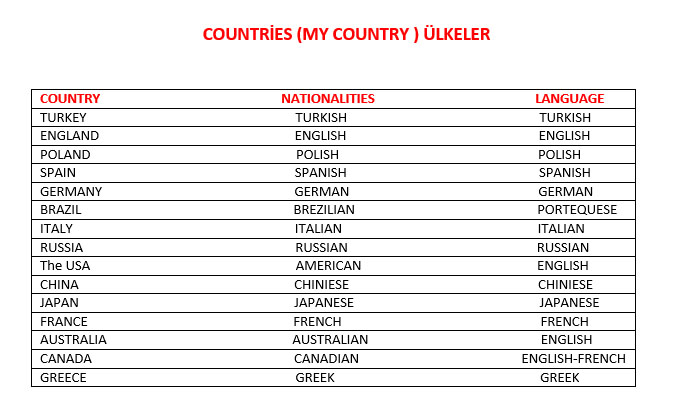 COUNTRİES (MY COUNTRY ) ÜLKELER
COUNTRY NATIONALITIES LANGUAGE
TURKEY TURKISH TURKISH
ENGLAND ENGLISH ENGLISH
POLAND POLISH POLISH
SPAIN SPANISH SPANISH
GERMANY GERMAN GERMAN
BRAZIL BREZILIAN PORTEQUESE
ITALY ITALIAN ITALIAN
RUSSIA RUSSIAN RUSSIAN
The USA AMERICAN ENGLISH
CHINA CHINIESE CHINIESE
JAPAN JAPANESE JAPANESE
FRANCE FRENCH FRENCH
AUSTRALIA AUSTRALIAN ENGLISH
CANADA CANADIAN ENGLISH-FRENCH
GREECE GREEK GREEK